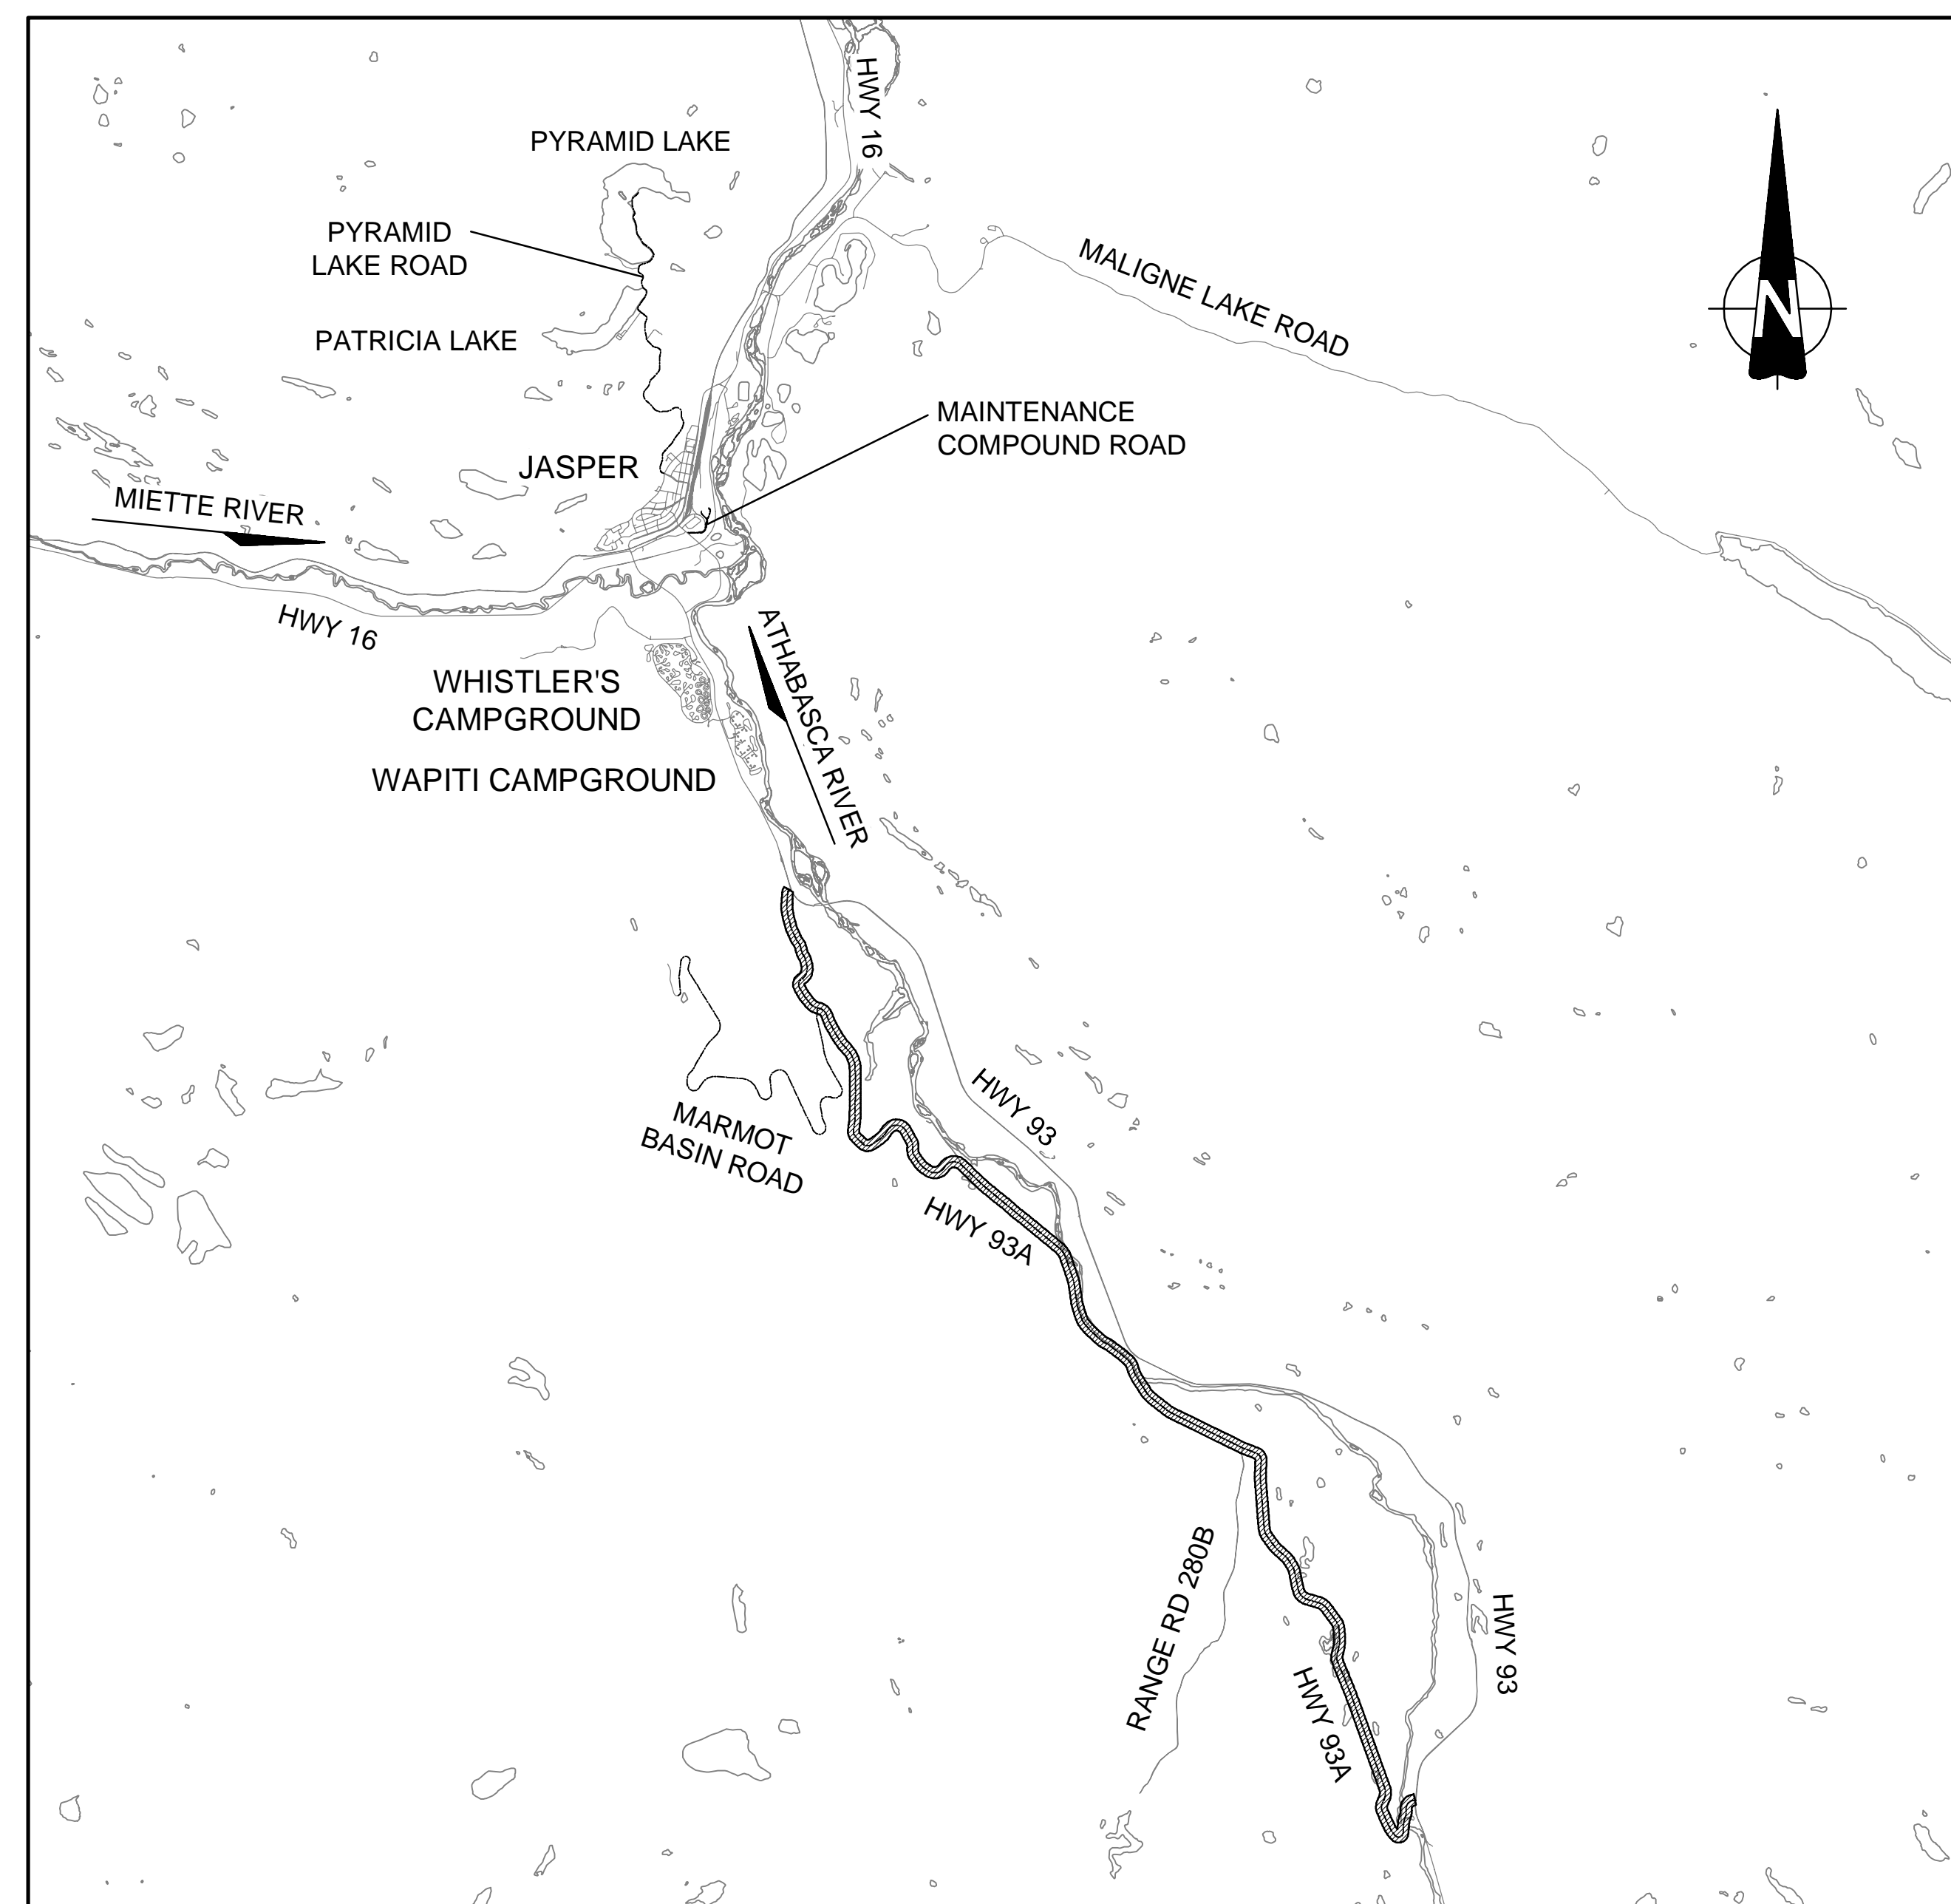 HWY 16
PYRAMID LAKE
PYRAMID
LAKE ROAD
MALIGNE LAKE ROAD
N
PATRICIA LAKE
MAINTENANCE
COMPOUND ROAD
JASPER
MIETTE RIVER
HWY 16
ATHABASCA RIVER
WHISTLER'S
CAMPGROUND
WAPITI CAMPGROUND
HWY 93
MARMOT
BASIN ROAD
HWY 93A
RANGE RD 280B
HWY 93
HWY 93A